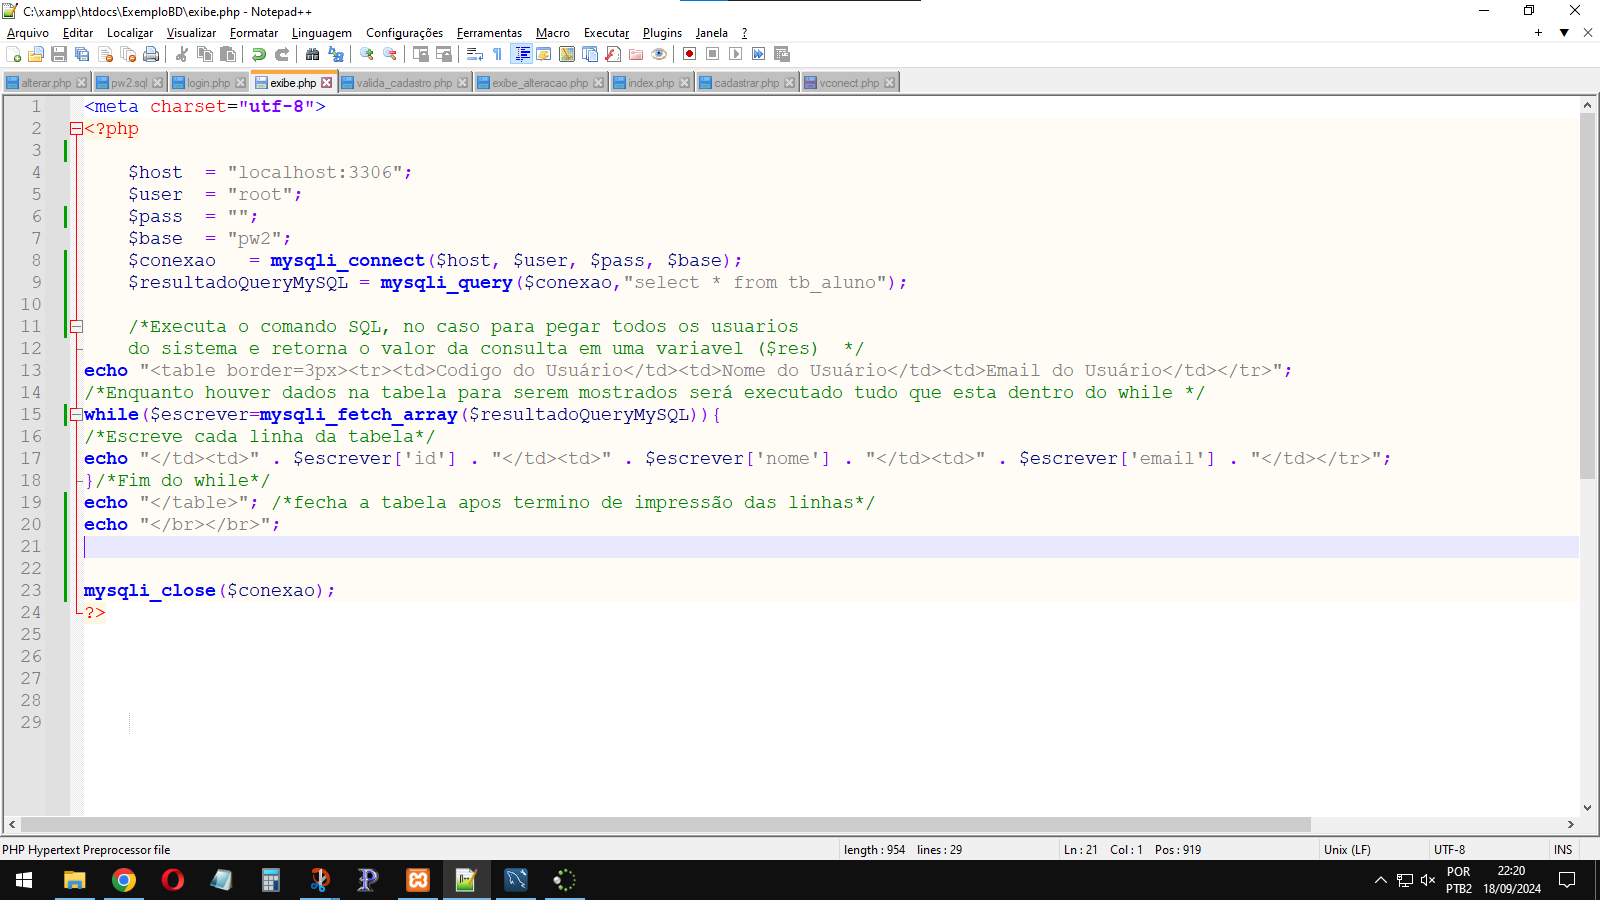 C:\xampp\htdocs\ExemploBD\exibe.php - Notepad++
Arquivo Editar Localizar Visualizar Formatar Linguagem Configurações Ferramentas Macro Executar Plugins Janela ?
alterar.php pw2.sql login.php exibe.php valida_cadastro.php exibe_alteracao.php index.php cadastrar.php vconect.php
1 <meta charset="utf-8">
2 <?php
3
4 $host  = "localhost:3306";
5 $user  = "root";
6 $pass  = "";
7 $base  = "pw2";
8 $conexao   = mysqli_connect($host, $user, $pass, $base);
9 $resultadoQueryMySQL = mysqli_query($conexao,"select * from tb_aluno");
10
11 /*Executa o comando SQL, no caso para pegar todos os usuarios
12 do sistema e retorna o valor da consulta em uma variavel ($res)  */
13 echo "<table border=3px><tr><td>Codigo do Usuário</td><td>Nome do Usuário</td><td>Email do Usuário</td></tr>";
14 /*Enquanto houver dados na tabela para serem mostrados será executado tudo que esta dentro do while */
15 while($escrever=mysqli_fetch_array($resultadoQueryMySQL)){
16 /*Escreve cada linha da tabela*/
17 echo "</td><td>" . $escrever['id'] . "</td><td>" . $escrever['nome'] . "</td><td>" . $escrever['email'] . "</td></tr>";
18 }/*Fim do while*/
19 echo "</table>"; /*fecha a tabela apos termino de impressão das linhas*/
20 echo "</br></br>";
21
22
23 mysqli_close($conexao);
24 ?>
25
26
27
28
29
PHP Hypertext Preprocessor file length : 954 lines : 29 Ln : 21 Col : 1 Pos : 919 Unix (LF) UTF-8 INS
POR 22:20
PTB2 18/09/2024